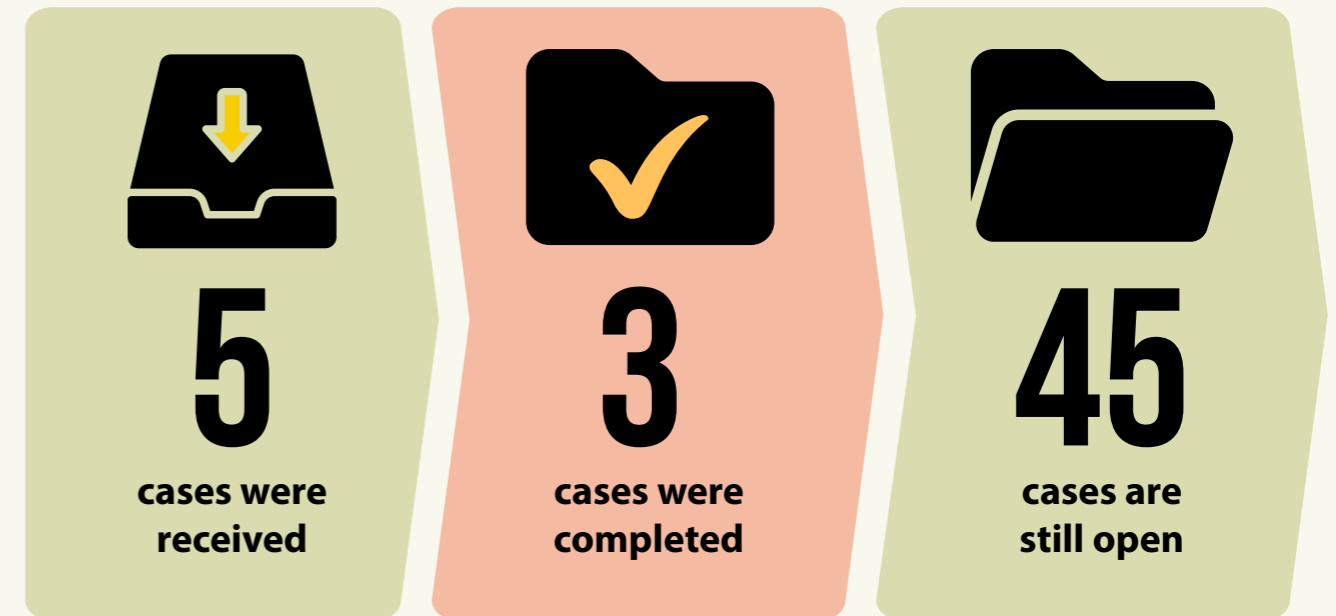 5
cases were
received
3
cases were
completed
45
cases are
still open